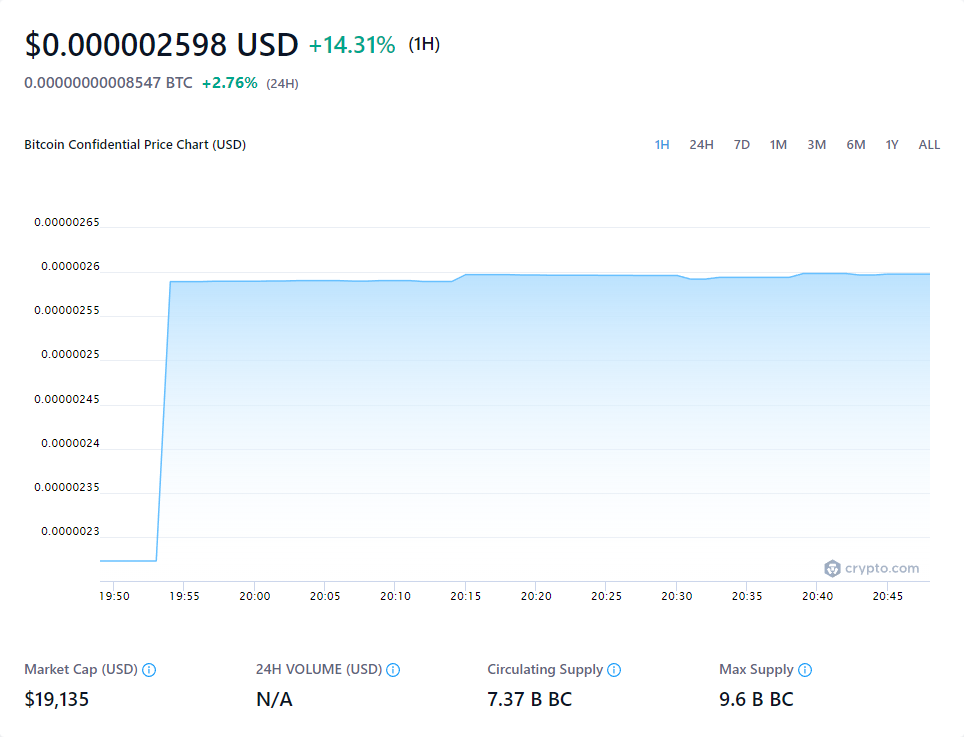 $0.000002598 USD +14.31% (1H)
0.00000000008547 BTC +2.76% (24H)
Bitcoin Confidential Price Chart (USD) 1H 24H 7D 1M 3M 6M 1Y ALL
0.00000265
0.0000026
0.00000255
0.0000025
0.00000245
0.0000024
0.00000235
0.0000023
crypto.com
19:50 19:55 20:00 20:05 20:10 20:15 20:20 20:25 20:30 20:35 20:40 20:45
Market Cap (USD) 24H VOLUME (USD) Circulating Supply Max Supply
$19,135 N/A 7.37 B BC 9.6 B BC